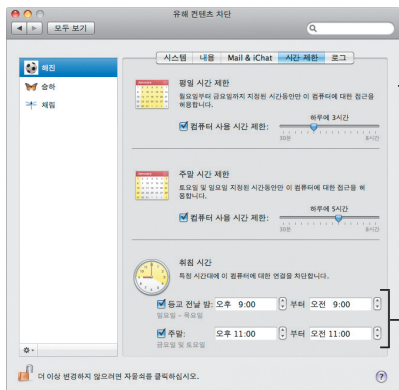 유해 컨텐츠 차단
모두 보기
해진
승하
채림
시스템 내용 Mail & iChat 시간 제한 로그
평일 시간 제한
월요일부터 금요일까지 지정된 시간동안만 이 컴퓨터에 대한 접근을
허용합니다.
하루에 3시간
컴퓨터 사용 시간 제한:
30분 8시간
주말 시간 제한
토요일 및 일요일 지정된 시간동안만 이 컴퓨터에 대한 접근을 허
용합니다.
하루에 5시간
컴퓨터 사용 시간 제한:
30분 8시간
취침 시간
특정 시간대에 이 컴퓨터에 대한 연결을 차단합니다.
등교 전날 밤: 오후 9:00 부터 오전 9:00
일요일 - 목요일
주말: 오후 11:00 부터 오전 11:00
금요일 및 토요일
더 이상 변경하지 않으려면 자물쇠를 클릭하십시오.
?